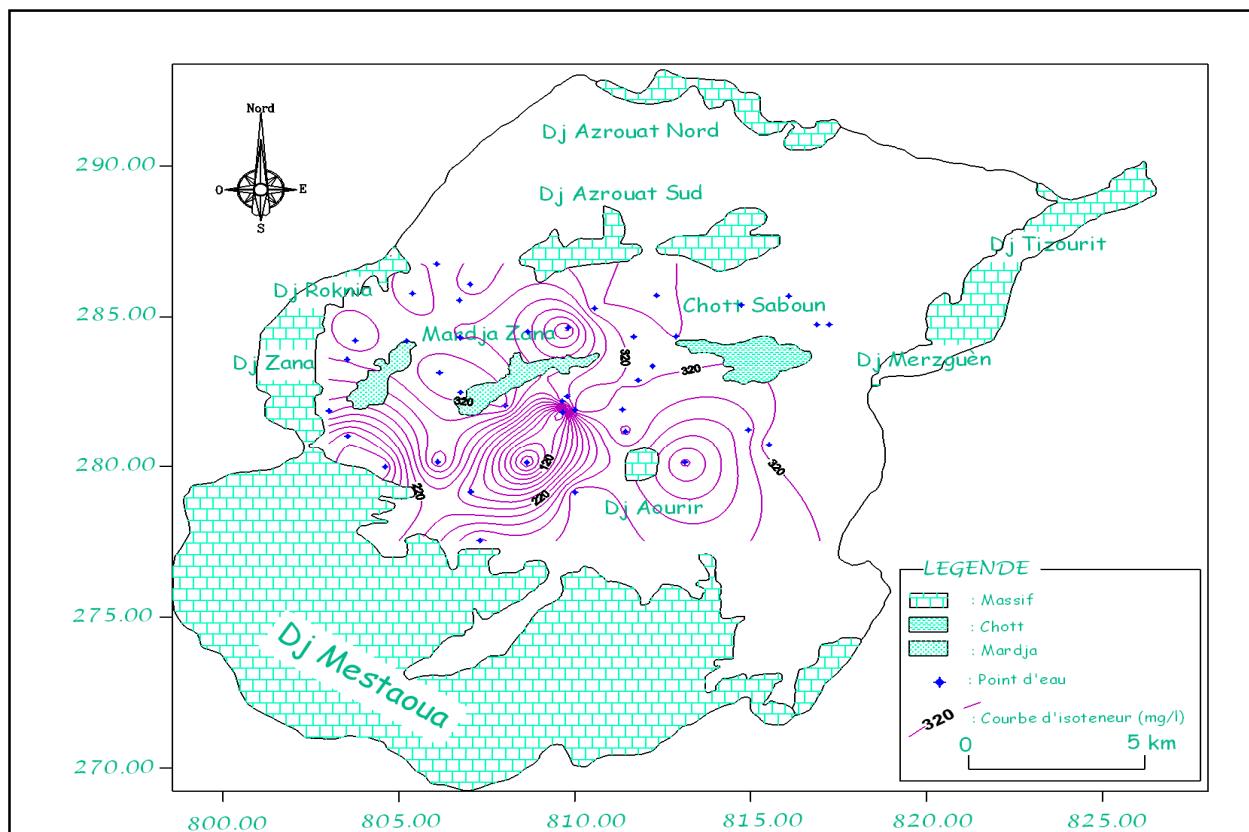 Nord
O
E
S
Dj Azrouat Nord
Dj Azrouat Sud
Dj Tizourit
Dj Roknia
Chott Saboun
Mardja Zana
Dj Zana
Dj Merzguèn
320
320
320
320
120
220
220
Dj Aourir
Dj Mestaoua
290.00
285.00
280.00
275.00
270.00
800.00
805.00
810.00
815.00
820.00
825.00
LEGENDE
: Massif
: Chott
: Mardja
: Point d'eau
320 : Courbe d'isoteneur (mg/l)
0 5 km